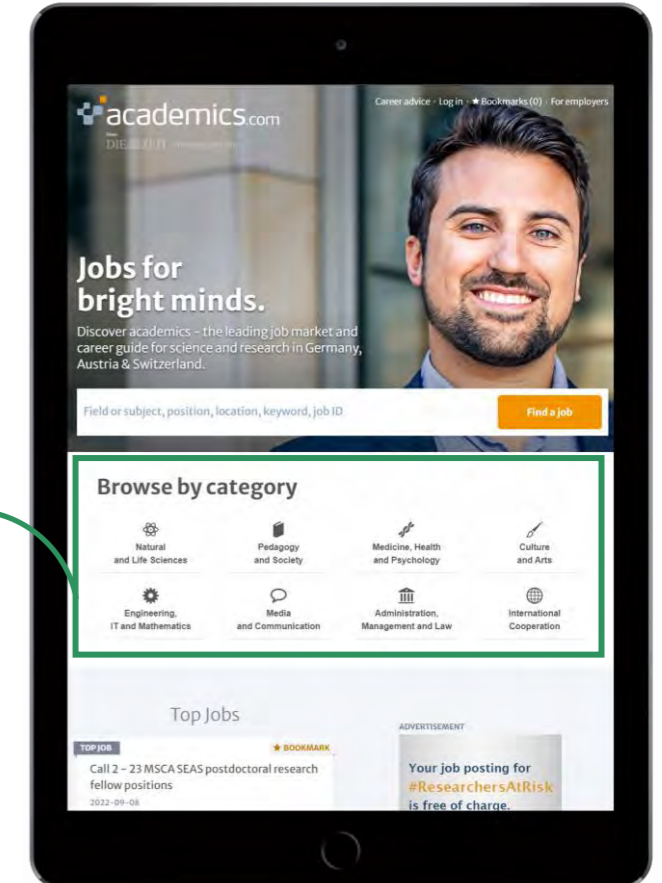 Career advice · Log in · ★ Bookmarks (0) · For employers
academics.com
DIE ZEIT
Jobs for
bright minds.
Discover academics – the leading job market and
career guide for science and research in Germany,
Austria & Switzerland.
Field or subject, position, location, keyword, job ID
Find a job
Browse by category
Natural
and Life Sciences
Pedagogy
and Society
Medicine, Health
and Psychology
Culture
and Arts
Engineering,
IT and Mathematics
Media
and Communication
Administration,
Management and Law
International
Cooperation
Top Jobs
TOP JOB
★ BOOKMARK
Call 2 – 23 MSCA SEAS postdoctoral research
fellow positions
2022-09-08
ADVERTISEMENT
Your job posting for
#ResearchersAtRisk
is free of charge.